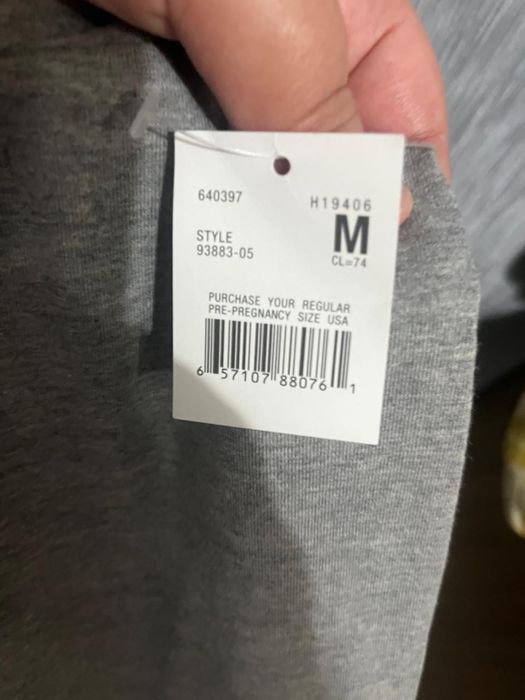 640397
H19406
M
STYLE
93883-05
CL=74
PURCHASE YOUR REGULAR
PRE-PREGNANCY SIZE USA
6 57107 88076 1